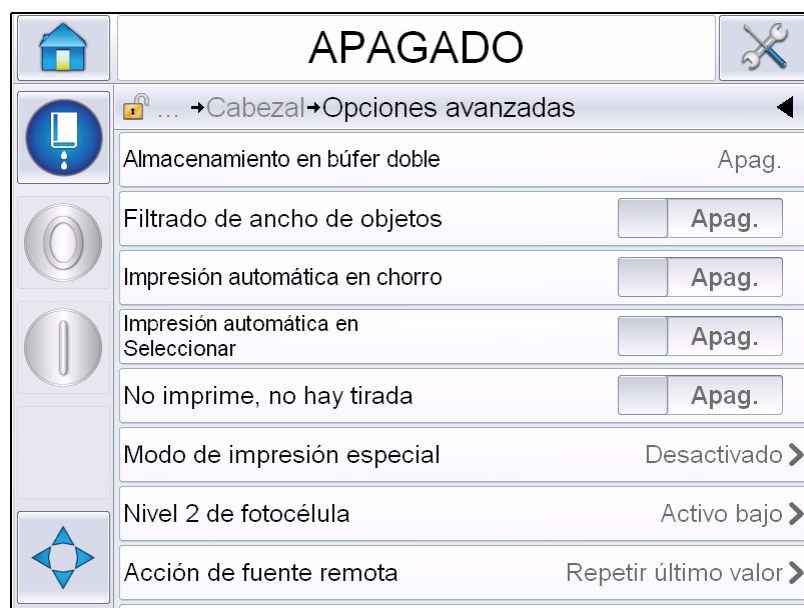 APAGADO
... →Cabezal→Opciones avanzadas
Almacenamiento en búfer doble Apag.
Filtrado de ancho de objetos Apag.
Impresión automática en chorro Apag.
Impresión automática en
Seleccionar Apag.
No imprime, no hay tirada Apag.
Modo de impresión especial Desactivado
Nivel 2 de fotocélula Activo bajo
Acción de fuente remota Repetir último valor